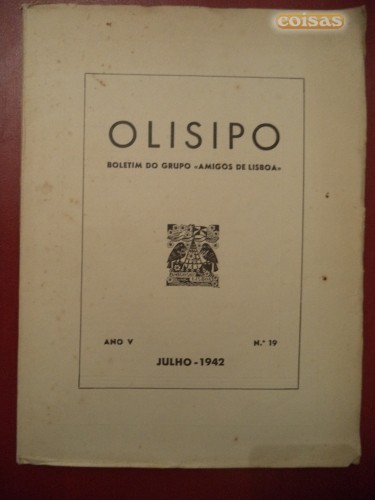 coisas
OLISIPO
BOLETIM DO GRUPO «AMIGOS DE LISBOA»
ANO V N.º 19
JULHO - 1942